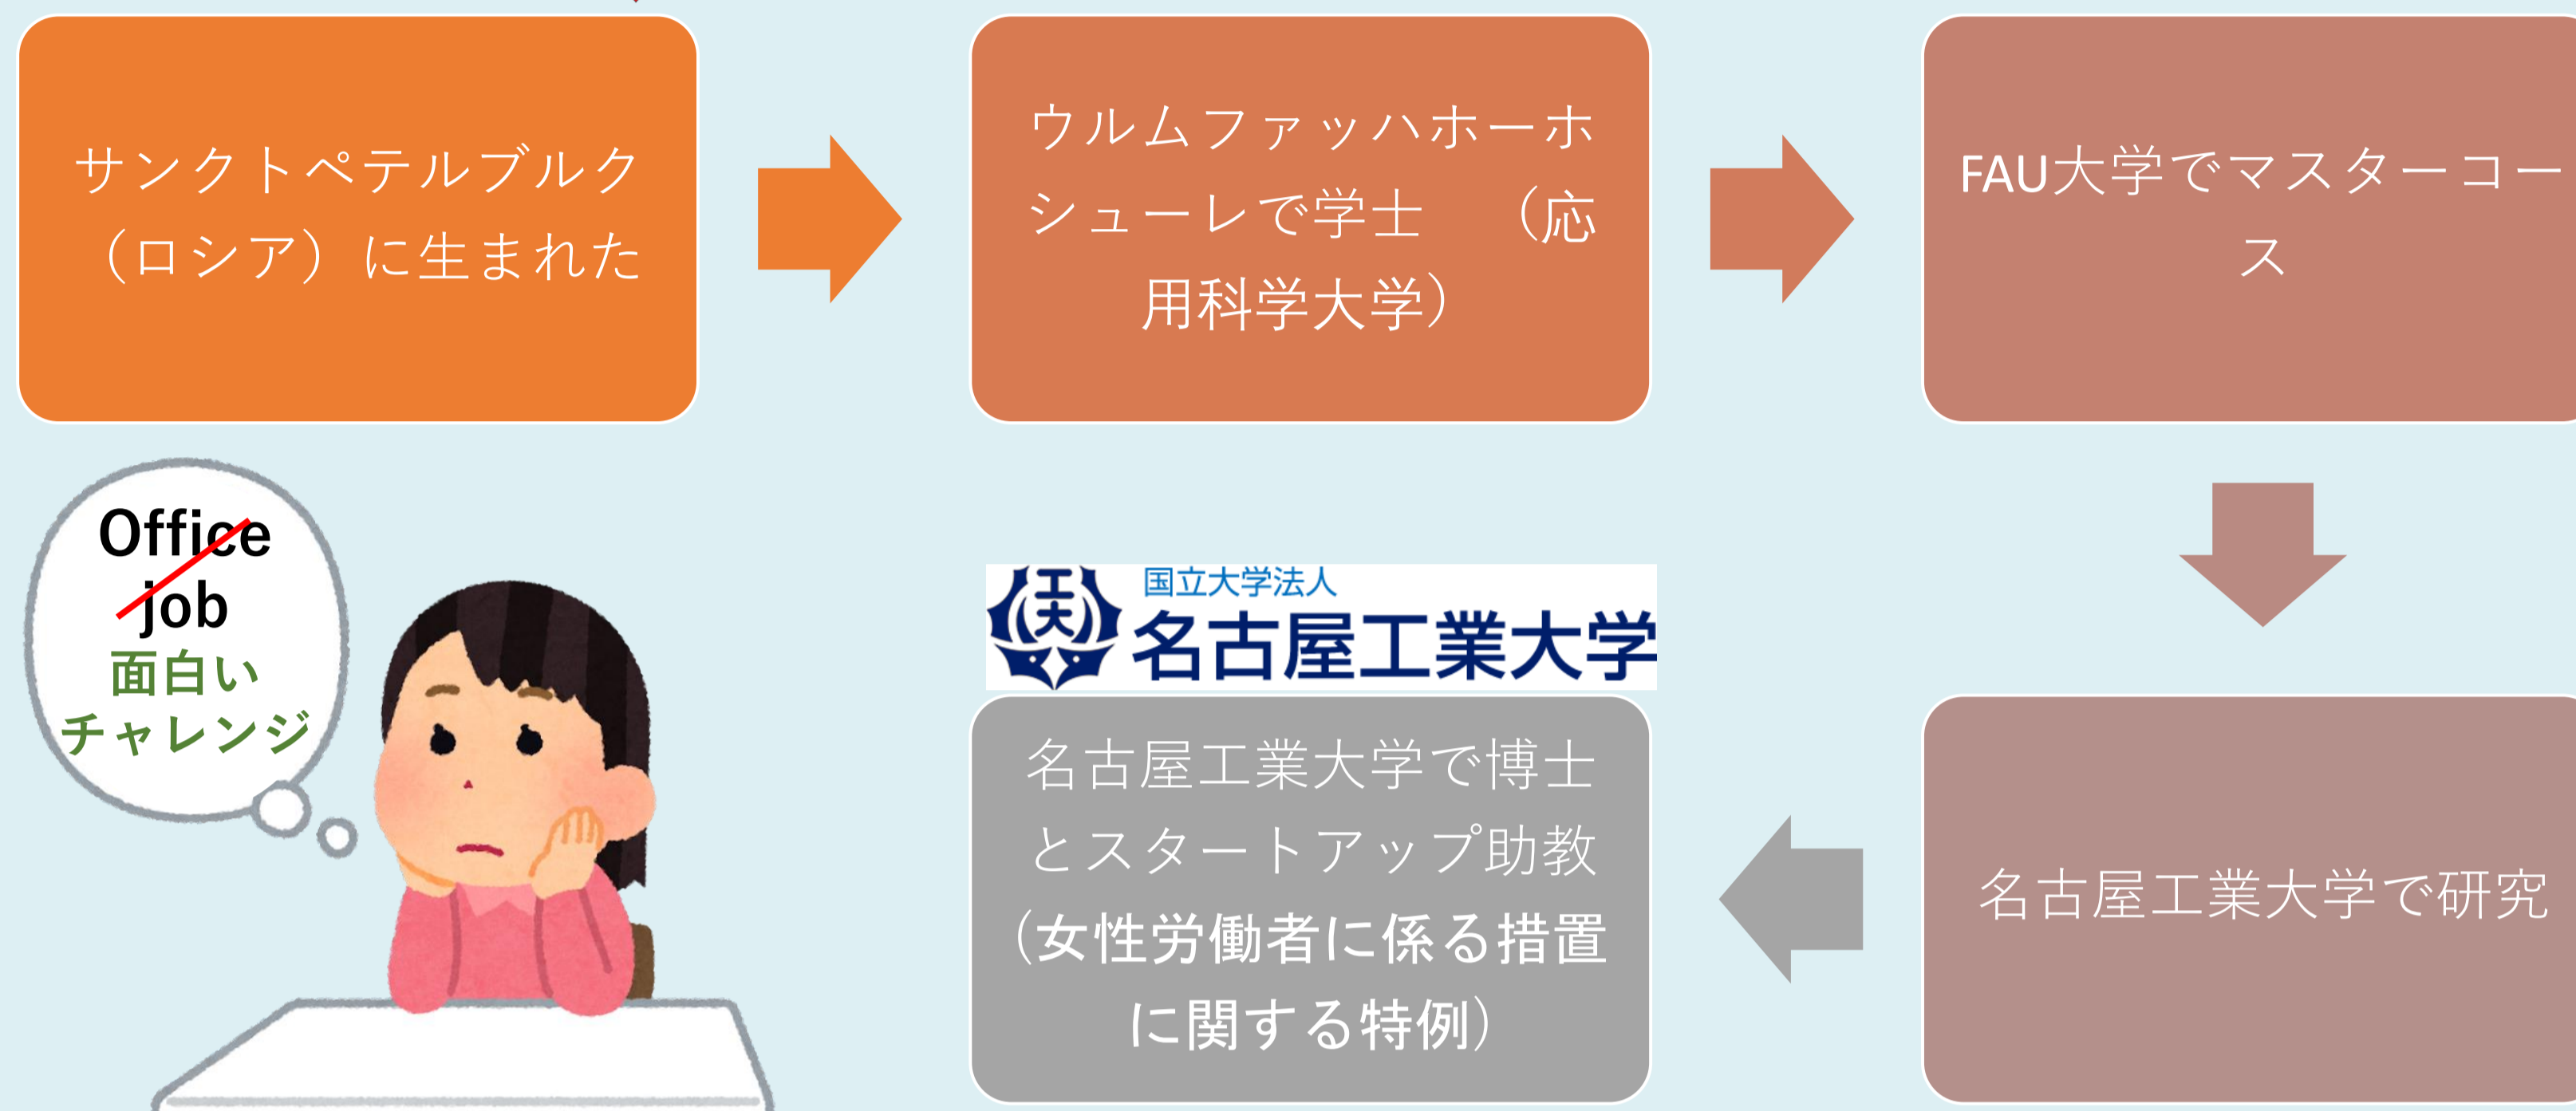 サンクトペテルブルク
（ロシア）に生まれた
ウルムファッハホーホ
シューレで学士　（応
用科学大学）
FAU大学でマスターコー
ス
名古屋工業大学で研究
国立大学法人
名古屋工業大学
名古屋工業大学で博士
とスタートアップ助教
（女性労働者に係る措置
に関する特例）
Office
job
面白い
チャレンジ